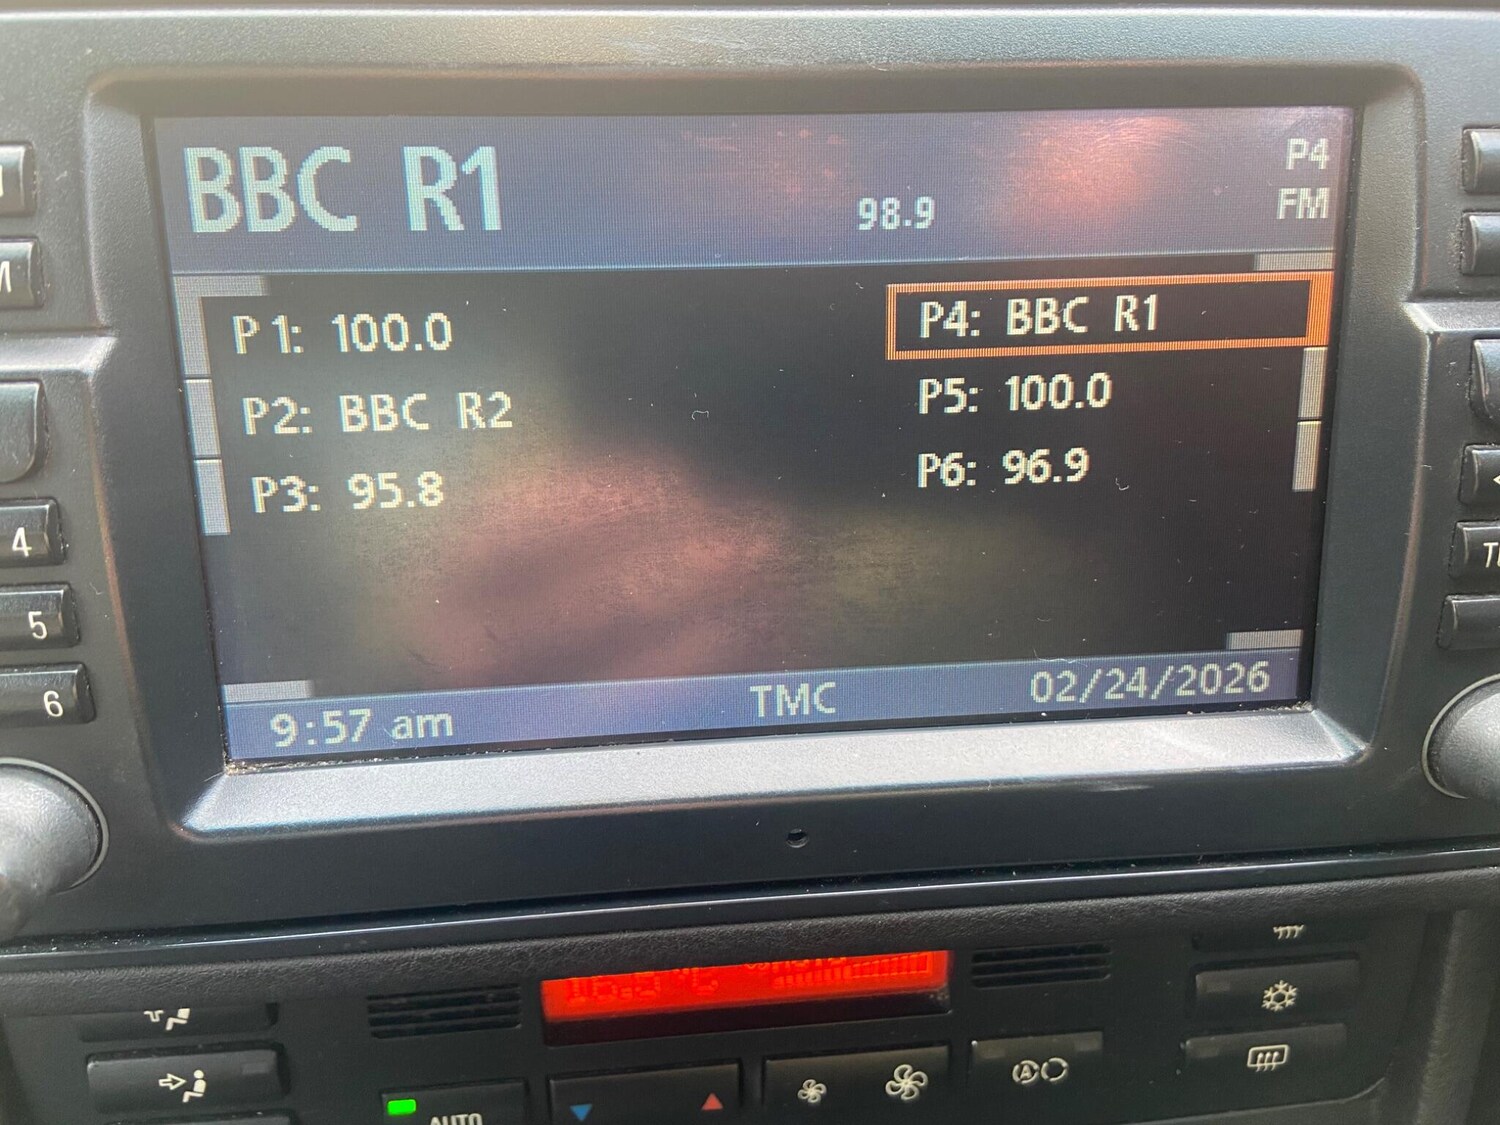 BBC R1
98.9
P4
FM
P1: 100.0
P2: BBC R2
P3: 95.8
P4: BBC R1
P5: 100.0
P6: 96.9
9:57 am
TMC
02/24/2026
4
5
6
AUTO
A